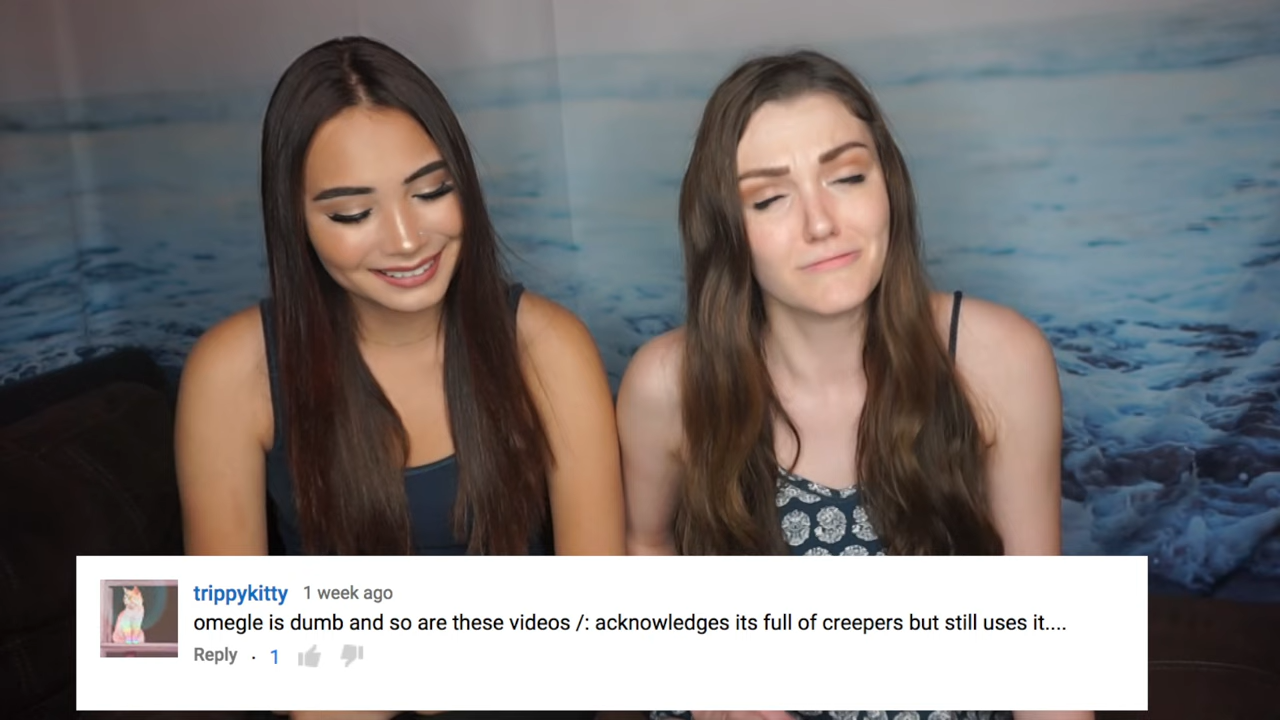 trippykitty 1 week ago
omegle is dumb and so are these videos /: acknowledges its full of creepers but still uses it....
Reply · 1